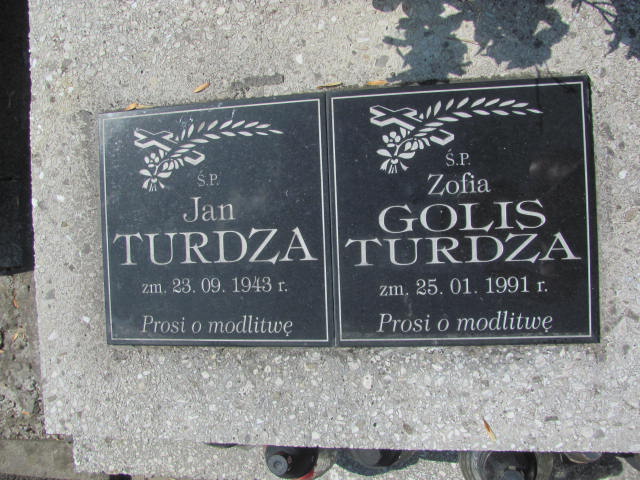 Ś.P.
Jan
TURDZA
zm. 23. 09. 1943 r.
Prosi o modlitwę
Ś.P.
Zofia
GOLIS
TURDZA
zm. 25. 01. 1991 r.
Prosi o modlitwę